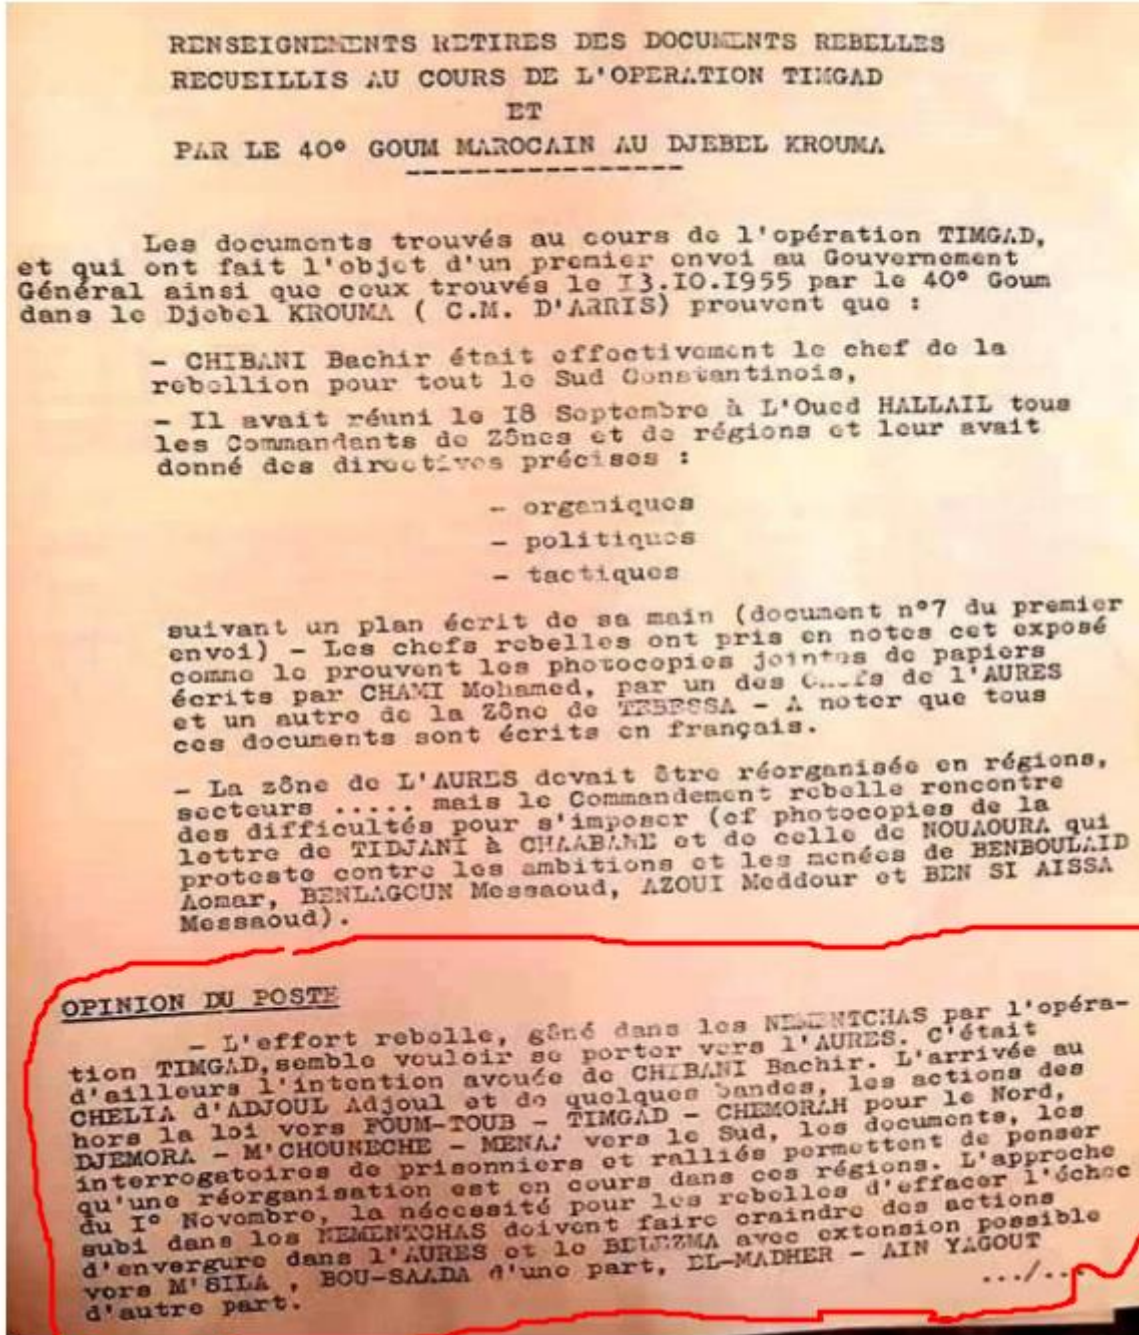 RENSEIGNEMENTS RETIRES DES DOCUMENTS REBELLES
RECUEILLIS AU COURS DE L'OPERATION TIMGAD
ET
PAR LE 40° GOUM MAROCAIN AU DJEBEL KROUMA
----------------
Les documents trouvés au cours de l'opération TIMGAD,
et qui ont fait l'objet d'un premier envoi au Gouvernement
Général ainsi que ceux trouvés le I3.IO.I955 par le 40° Goum
dans le Djebel KROUMA ( C.M. D'ARRIS) prouvent que :
- CHIBANI Bachir était effectivement le chef de la
rebellion pour tout le Sud Constantinois,
- Il avait réuni le I8 Septembre à L'Oued HALLAIL tous
les Commandants de Zônes et de régions et leur avait
donné des directives précises :
- organiques
- politiques
- tactiques
suivant un plan écrit de sa main (document n°7 du premier
envoi) - Les chefs rebelles ont pris en notes cet exposé
comme le prouvent les photocopies jointes de papiers
écrits par CHAMI Mohamed, par un des Chefs de l'AURES
et un autre de la Zône de TEBESSA - A noter que tous
ces documents sont écrits en français.
- La zône de L'AURES devait être réorganisée en régions,
secteurs ..... mais le Commandement rebelle rencontre
des difficultés pour s'imposer (cf photocopies de la
lettre de TIDJANI à CHAABANE et de celle de NOUAOURA qui
proteste contre les ambitions et les menées de BENBOULAID
Aomar, BENLAGOUN Messaoud, AZOUI Meddour et BEN SI AISSA
Messaoud).
OPINION DU POSTE
- L'effort rebelle, gêné dans les NEMENTCHAS par l'opéra-
tion TIMGAD, semble vouloir se porter vers l'AURES. C'était
d'ailleurs l'intention avouée de CHIBANI Bachir. L'arrivée au
CHELIA d'ADJOUL Adjoul et de quelques bandes, les actions des
hors la loi vers FOUM-TOUB - TIMGAD - CHEMORAH pour le Nord,
DJEMORA - M'CHOUNECHE - MENAA vers le Sud, les documents, les
interrogatoires de prisonniers et ralliés permettent de penser
qu'une réorganisation est en cours dans ces régions. L'approche
du I° Novembre, la nécessité pour les rebelles d'effacer l'échec
subi dans les NEMENTCHAS doivent faire craindre des actions
d'envergure dans l'AURES et le BELEZMA avec extension possible
vers M'SILA , BOU-SAADA d'une part, EL-MADHER - AIN YAGOUT
d'autre part.
.../...